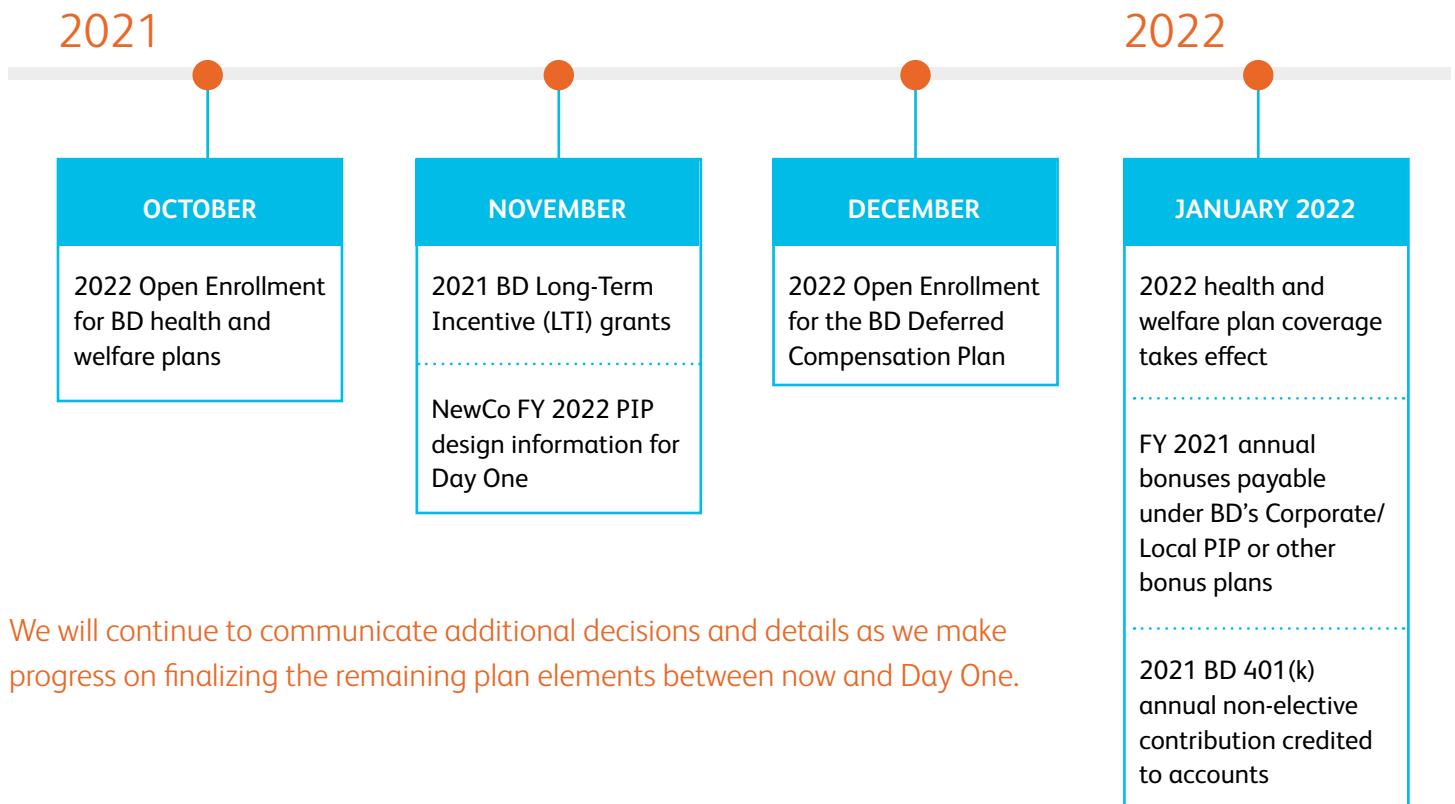 2021
2022
OCTOBER
2022 Open Enrollment
for BD health and
welfare plans
NOVEMBER
2021 BD Long-Term
Incentive (LTI) grants
NewCo FY 2022 PIP
design information for
Day One
DECEMBER
2022 Open Enrollment
for the BD Deferred
Compensation Plan
JANUARY 2022
2022 health and
welfare plan coverage
takes effect
FY 2021 annual
bonuses payable
under BD’s Corporate/
Local PIP or other
bonus plans
2021 BD 401(k)
annual non-elective
contribution credited
to accounts
We will continue to communicate additional decisions and details as we make
progress on finalizing the remaining plan elements between now and Day One.